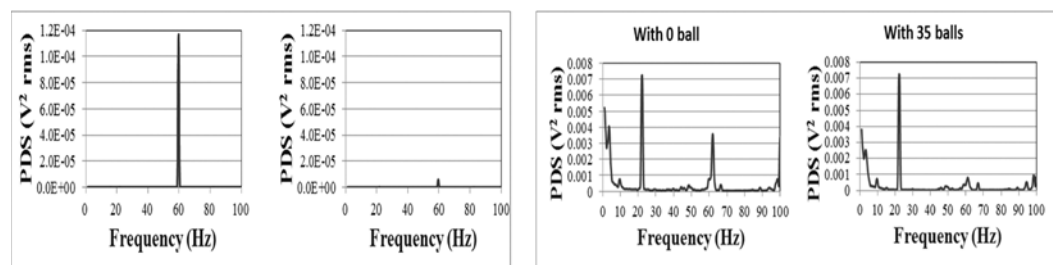 PDS (V² rms)
1.2E-04
1.0E-04
8.0E-05
6.0E-05
4.0E-05
2.0E-05
0.0E+00
0 20 40 60 80 100
Frequency (Hz)
PDS (V² rms)
1.2E-04
1.0E-04
8.0E-05
6.0E-05
4.0E-05
2.0E-05
0.0E+00
0 20 40 60 80 100
Frequency (Hz)
With 0 ball
PDS (V² rms)
0.008
0.007
0.006
0.005
0.004
0.003
0.002
0.001
0
0 10 20 30 40 50 60 70 80 90 100
Frequency (Hz)
With 35 balls
PDS (V² rms)
0.008
0.007
0.006
0.005
0.004
0.003
0.002
0.001
0
0 10 20 30 40 50 60 70 80 90 100
Frequency (Hz)